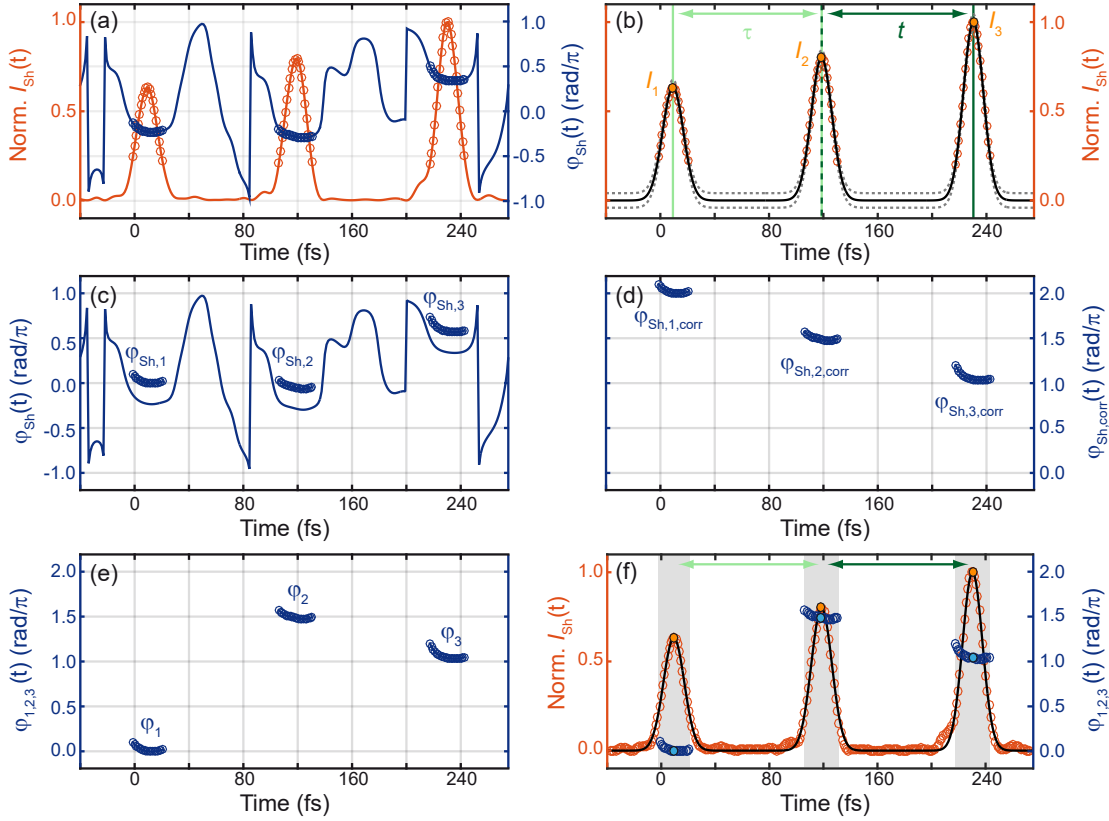 (a)
Norm. I_Sh(t)
1.0
0.5
0.0
1.0
0.5
0.0
-0.5
-1.0
φ_Sh(t) (rad/π)
0 80 160 240
Time (fs)
(b)
τ
t
I_1
I_2
I_3
1.0
0.5
0.0
Norm. I_Sh(t)
0 80 160 240
Time (fs)
(c)
φ_Sh(t) (rad/π)
1.0
0.5
0.0
-0.5
-1.0
φ_Sh,1
φ_Sh,2
φ_Sh,3
0 80 160 240
Time (fs)
(d)
φ_Sh,1,corr
φ_Sh,2,corr
φ_Sh,3,corr
2.0
1.5
1.0
0.5
0.0
φ_Sh,corr(t) (rad/π)
0 80 160 240
Time (fs)
(e)
φ_1,2,3(t) (rad/π)
2.0
1.5
1.0
0.5
0.0
φ_1
φ_2
φ_3
0 80 160 240
Time (fs)
(f)
Norm. I_Sh(t)
1.0
0.5
0.0
2.0
1.5
1.0
0.5
0.0
φ_1,2,3(t) (rad/π)
0 80 160 240
Time (fs)